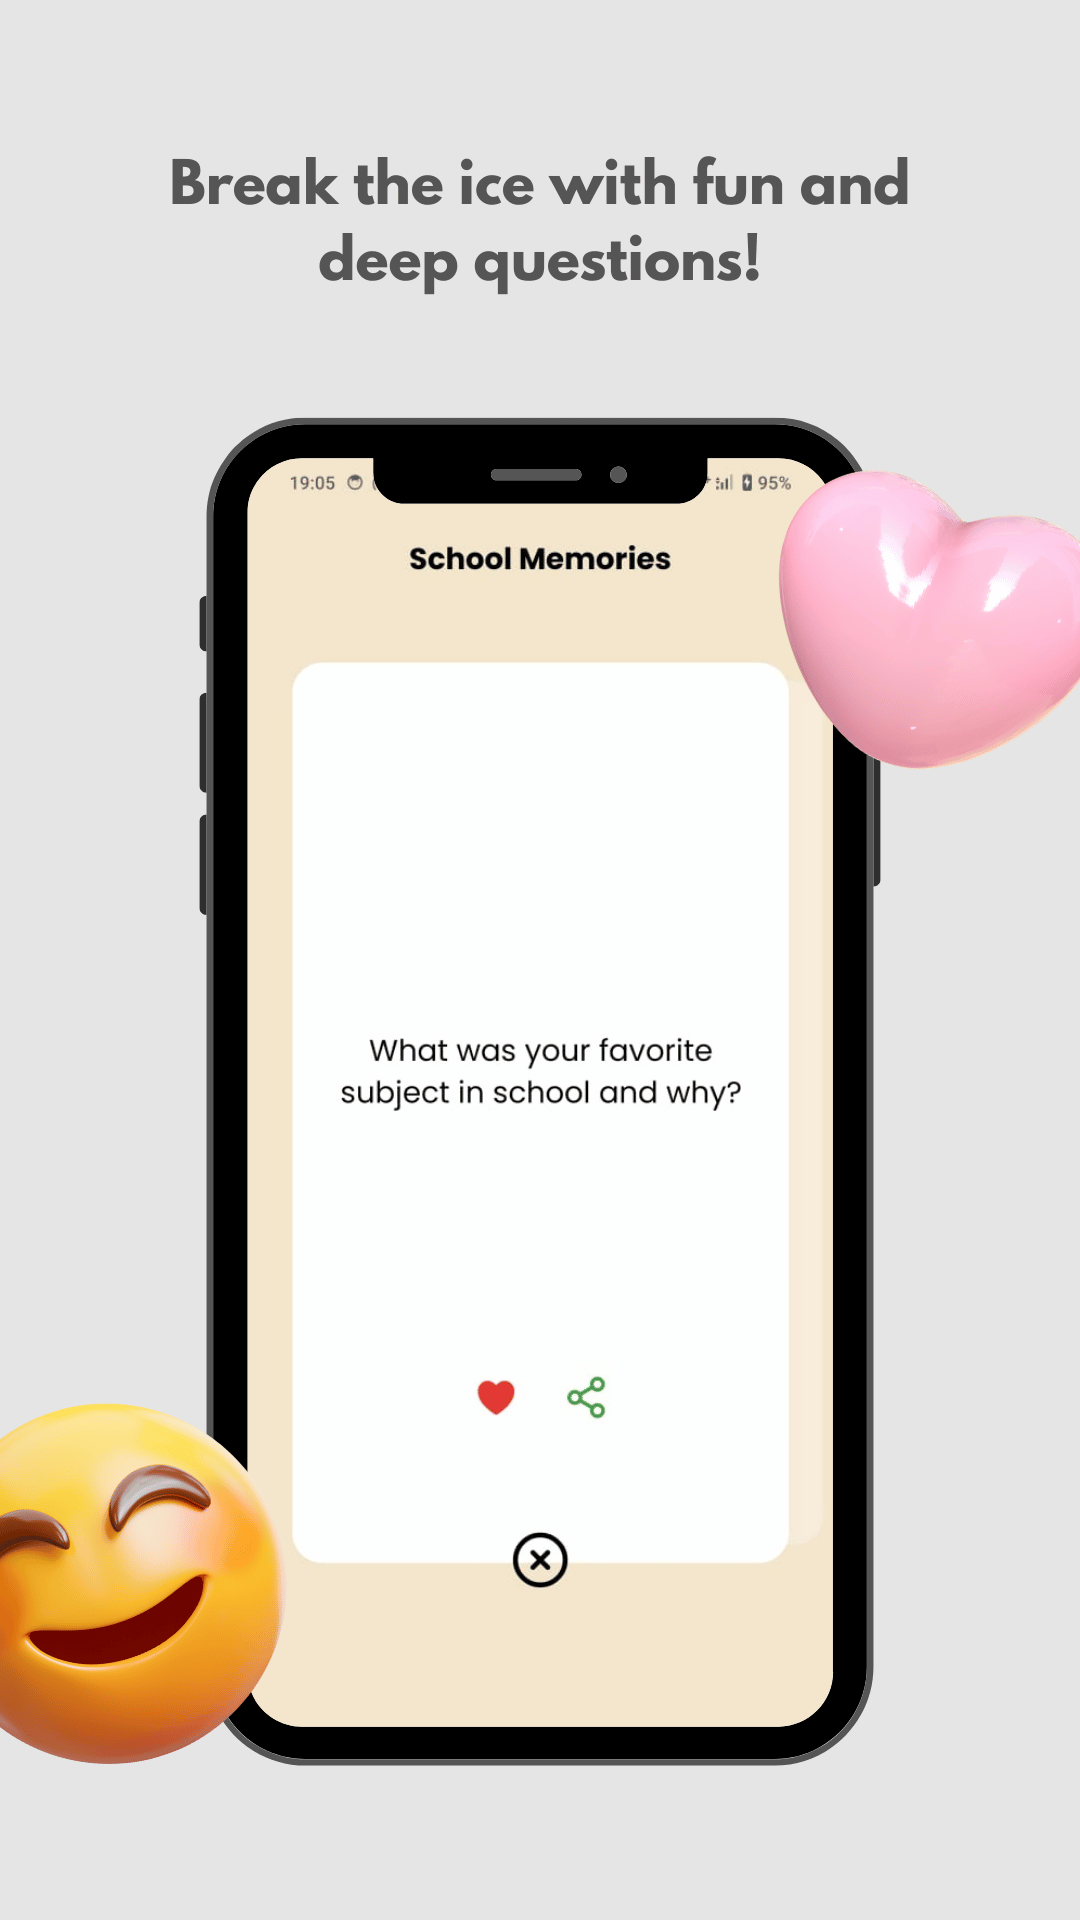 Break the ice with fun and
deep questions!
19:05
95%
School Memories
What was your favorite
subject in school and why?